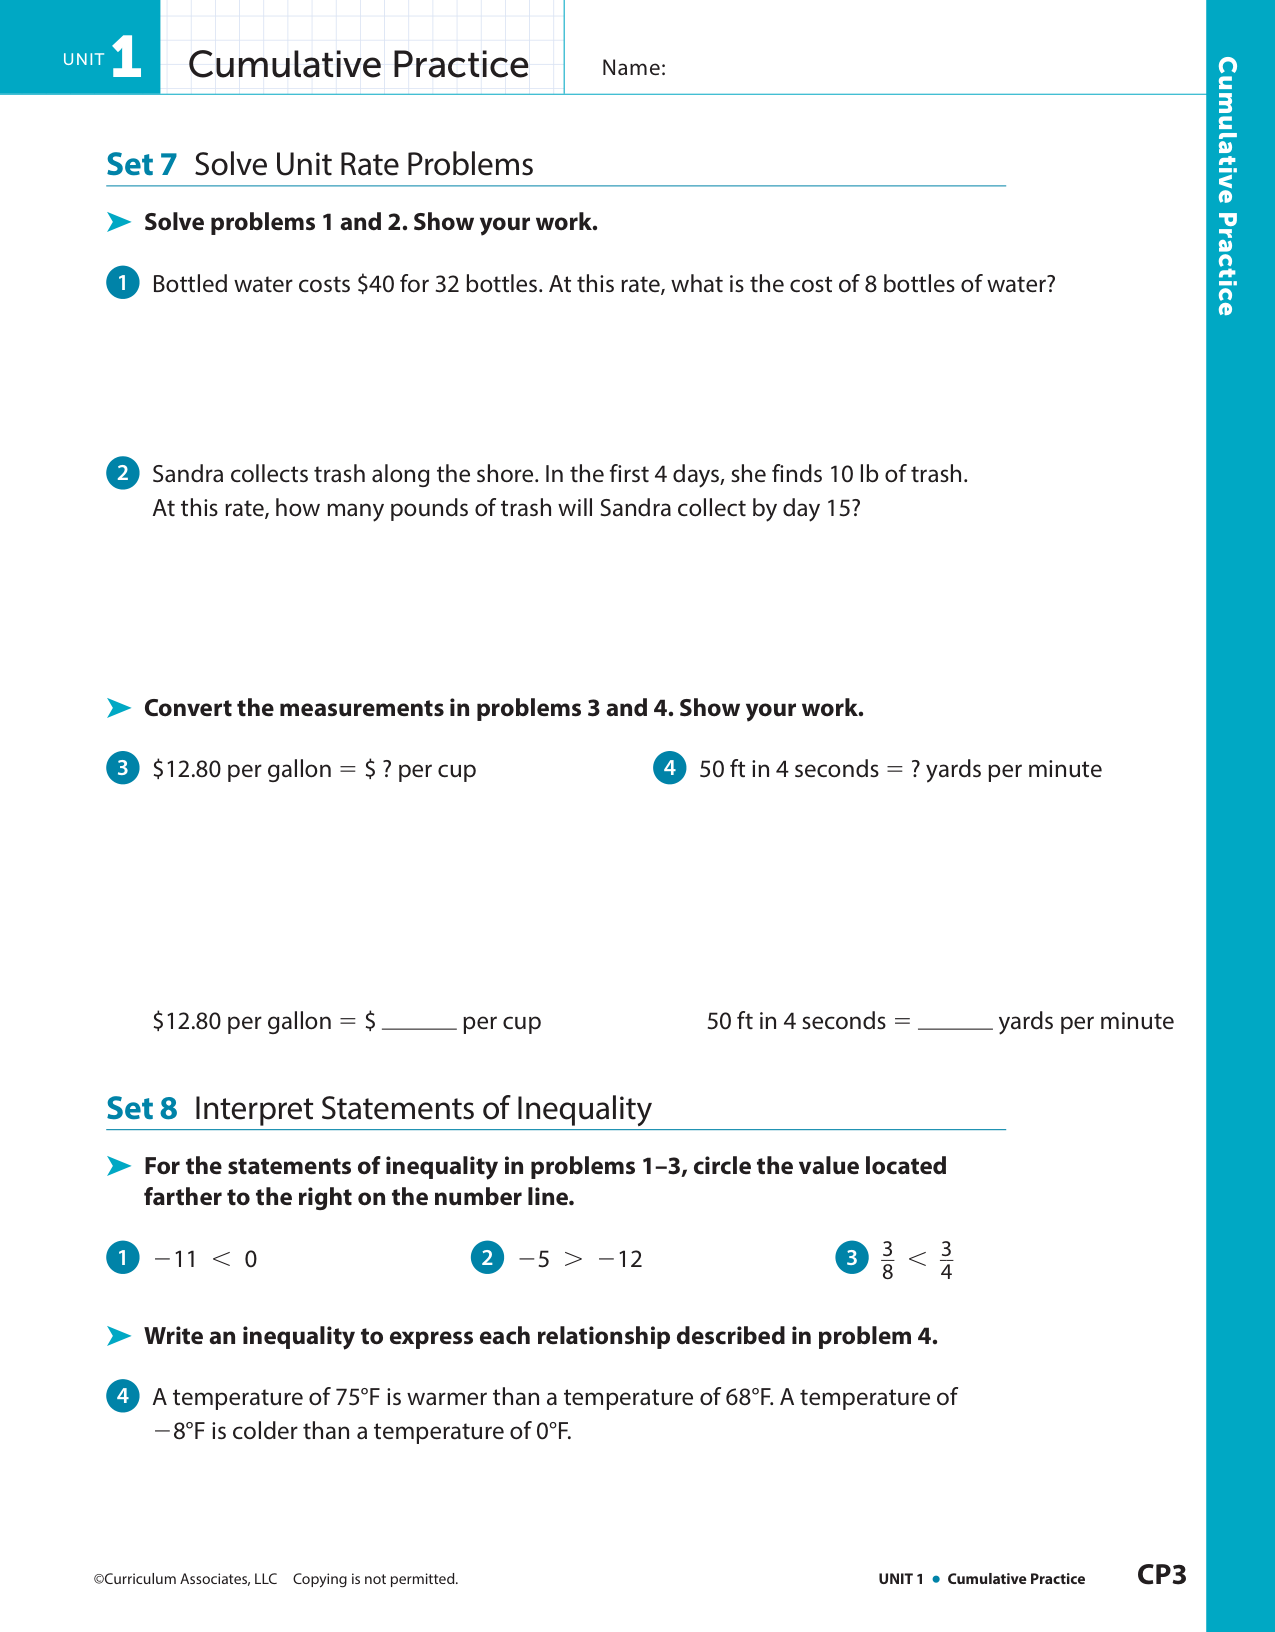 UNIT 1 Cumulative Practice Name:
Cumulative Practice
Set 7 Solve Unit Rate Problems
➤ Solve problems 1 and 2. Show your work.
1 Bottled water costs $40 for 32 bottles. At this rate, what is the cost of 8 bottles of water?
2 Sandra collects trash along the shore. In the first 4 days, she finds 10 lb of trash.
At this rate, how many pounds of trash will Sandra collect by day 15?
➤ Convert the measurements in problems 3 and 4. Show your work.
3 $12.80 per gallon = $ ? per cup
4 50 ft in 4 seconds = ? yards per minute
$12.80 per gallon = $ ______ per cup
50 ft in 4 seconds = ______ yards per minute
Set 8 Interpret Statements of Inequality
➤ For the statements of inequality in problems 1–3, circle the value located
farther to the right on the number line.
1 −11 < 0
2 −5 > −12
3 3/8 < 3/4
➤ Write an inequality to express each relationship described in problem 4.
4 A temperature of 75°F is warmer than a temperature of 68°F. A temperature of
−8°F is colder than a temperature of 0°F.
©Curriculum Associates, LLC Copying is not permitted.
UNIT 1 • Cumulative Practice CP3